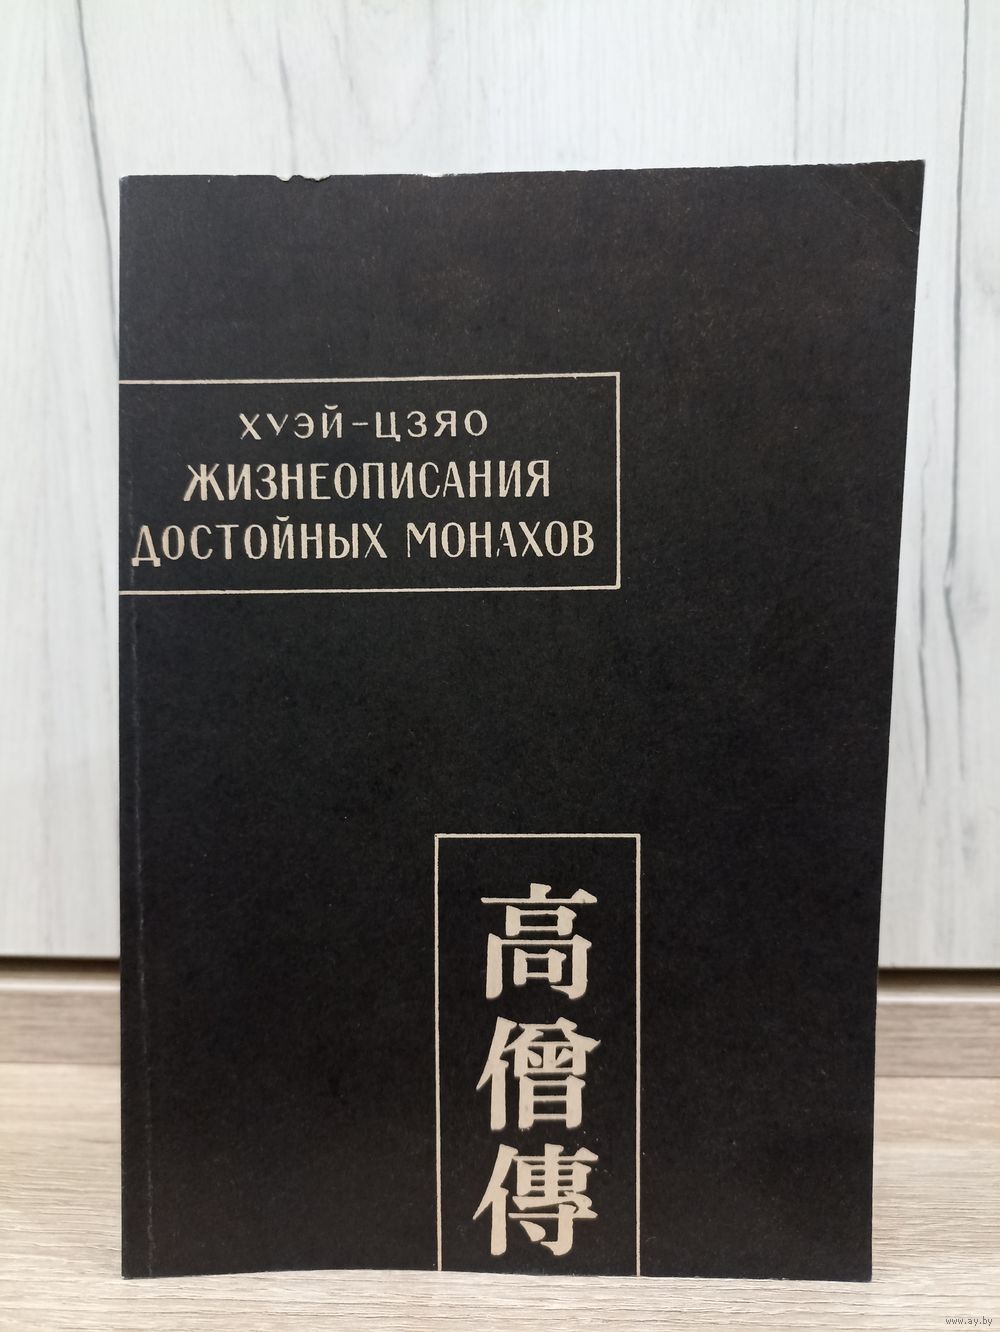 ХУЭЙ-ЦЗЯО
ЖИЗНЕОПИСАНИЯ
ДОСТОЙНЫХ МОНАХОВ
高僧傳
www.ay.by